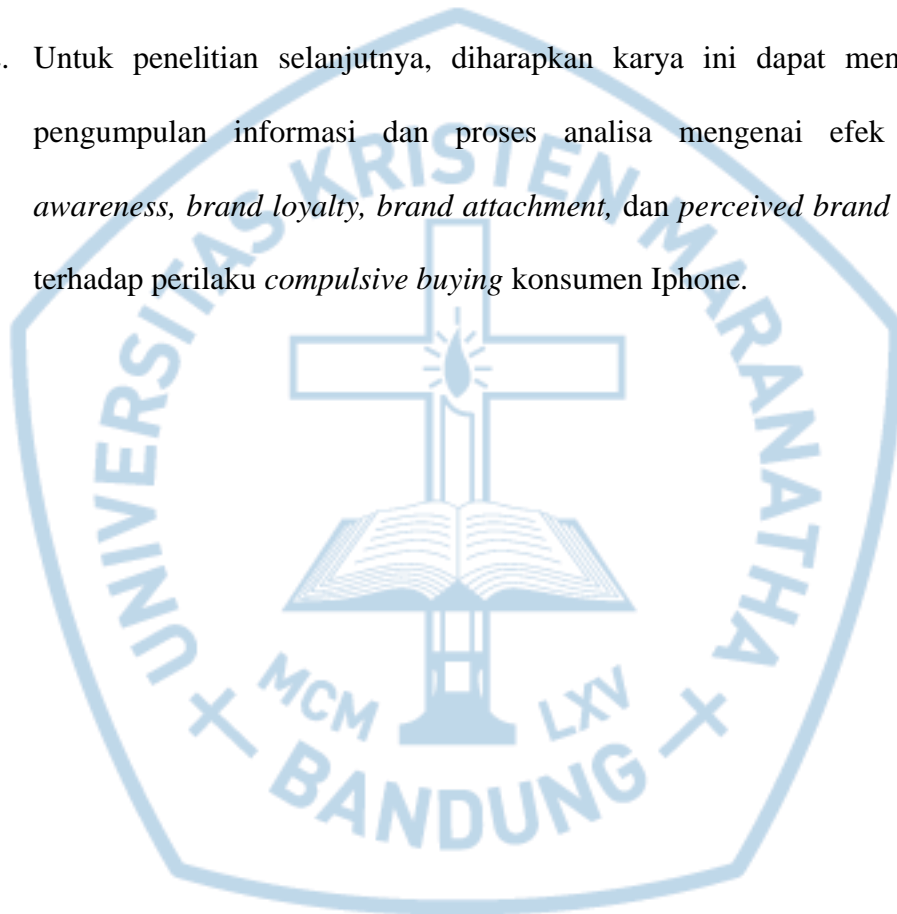 . Untuk penelitian selanjutnya, diharapkan karya ini dapat men
pengumpulan informasi dan proses analisa mengenai efek
awareness, brand loyalty, brand attachment, dan perceived brand
terhadap perilaku compulsive buying konsumen Iphone.
UNIVERSITAS KRISTEN MARANATHA
MCM LXV
BANDUNG